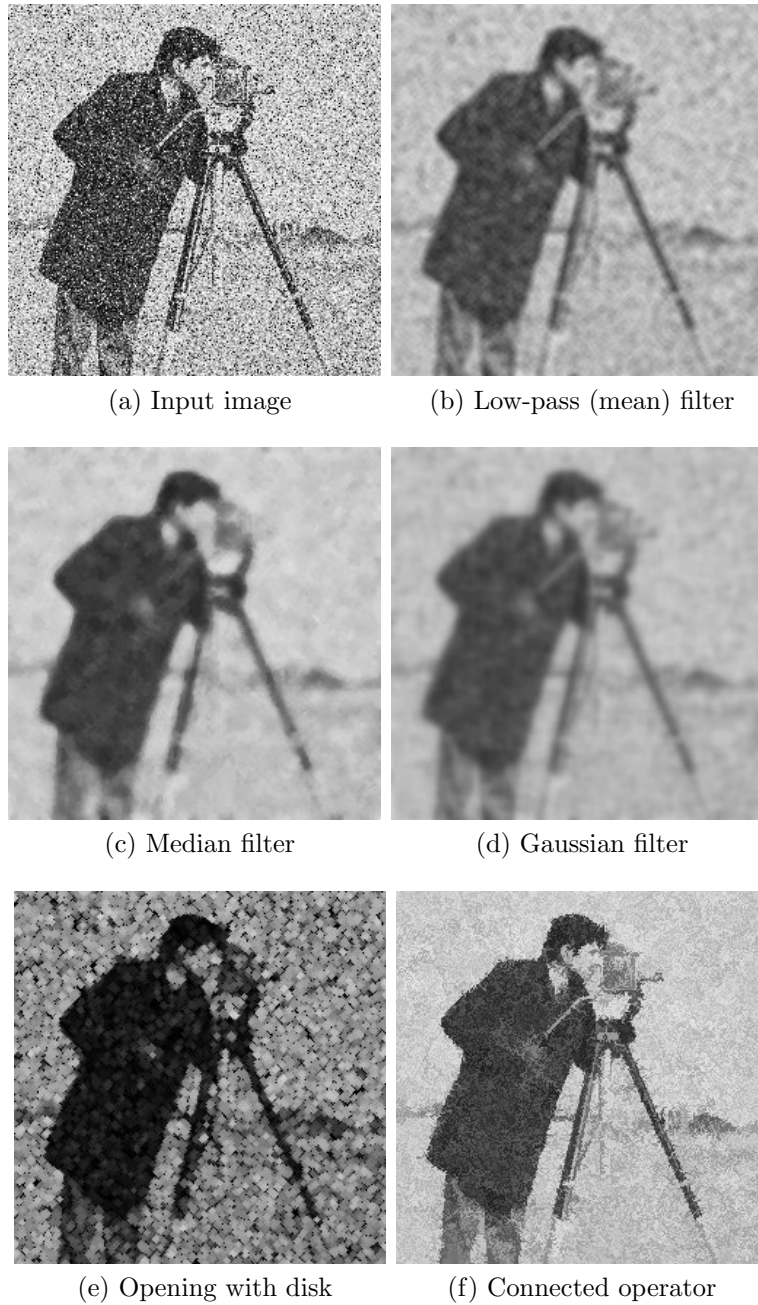 (a) Input image
(b) Low-pass (mean) filter
(c) Median filter
(d) Gaussian filter
(e) Opening with disk
(f) Connected operator